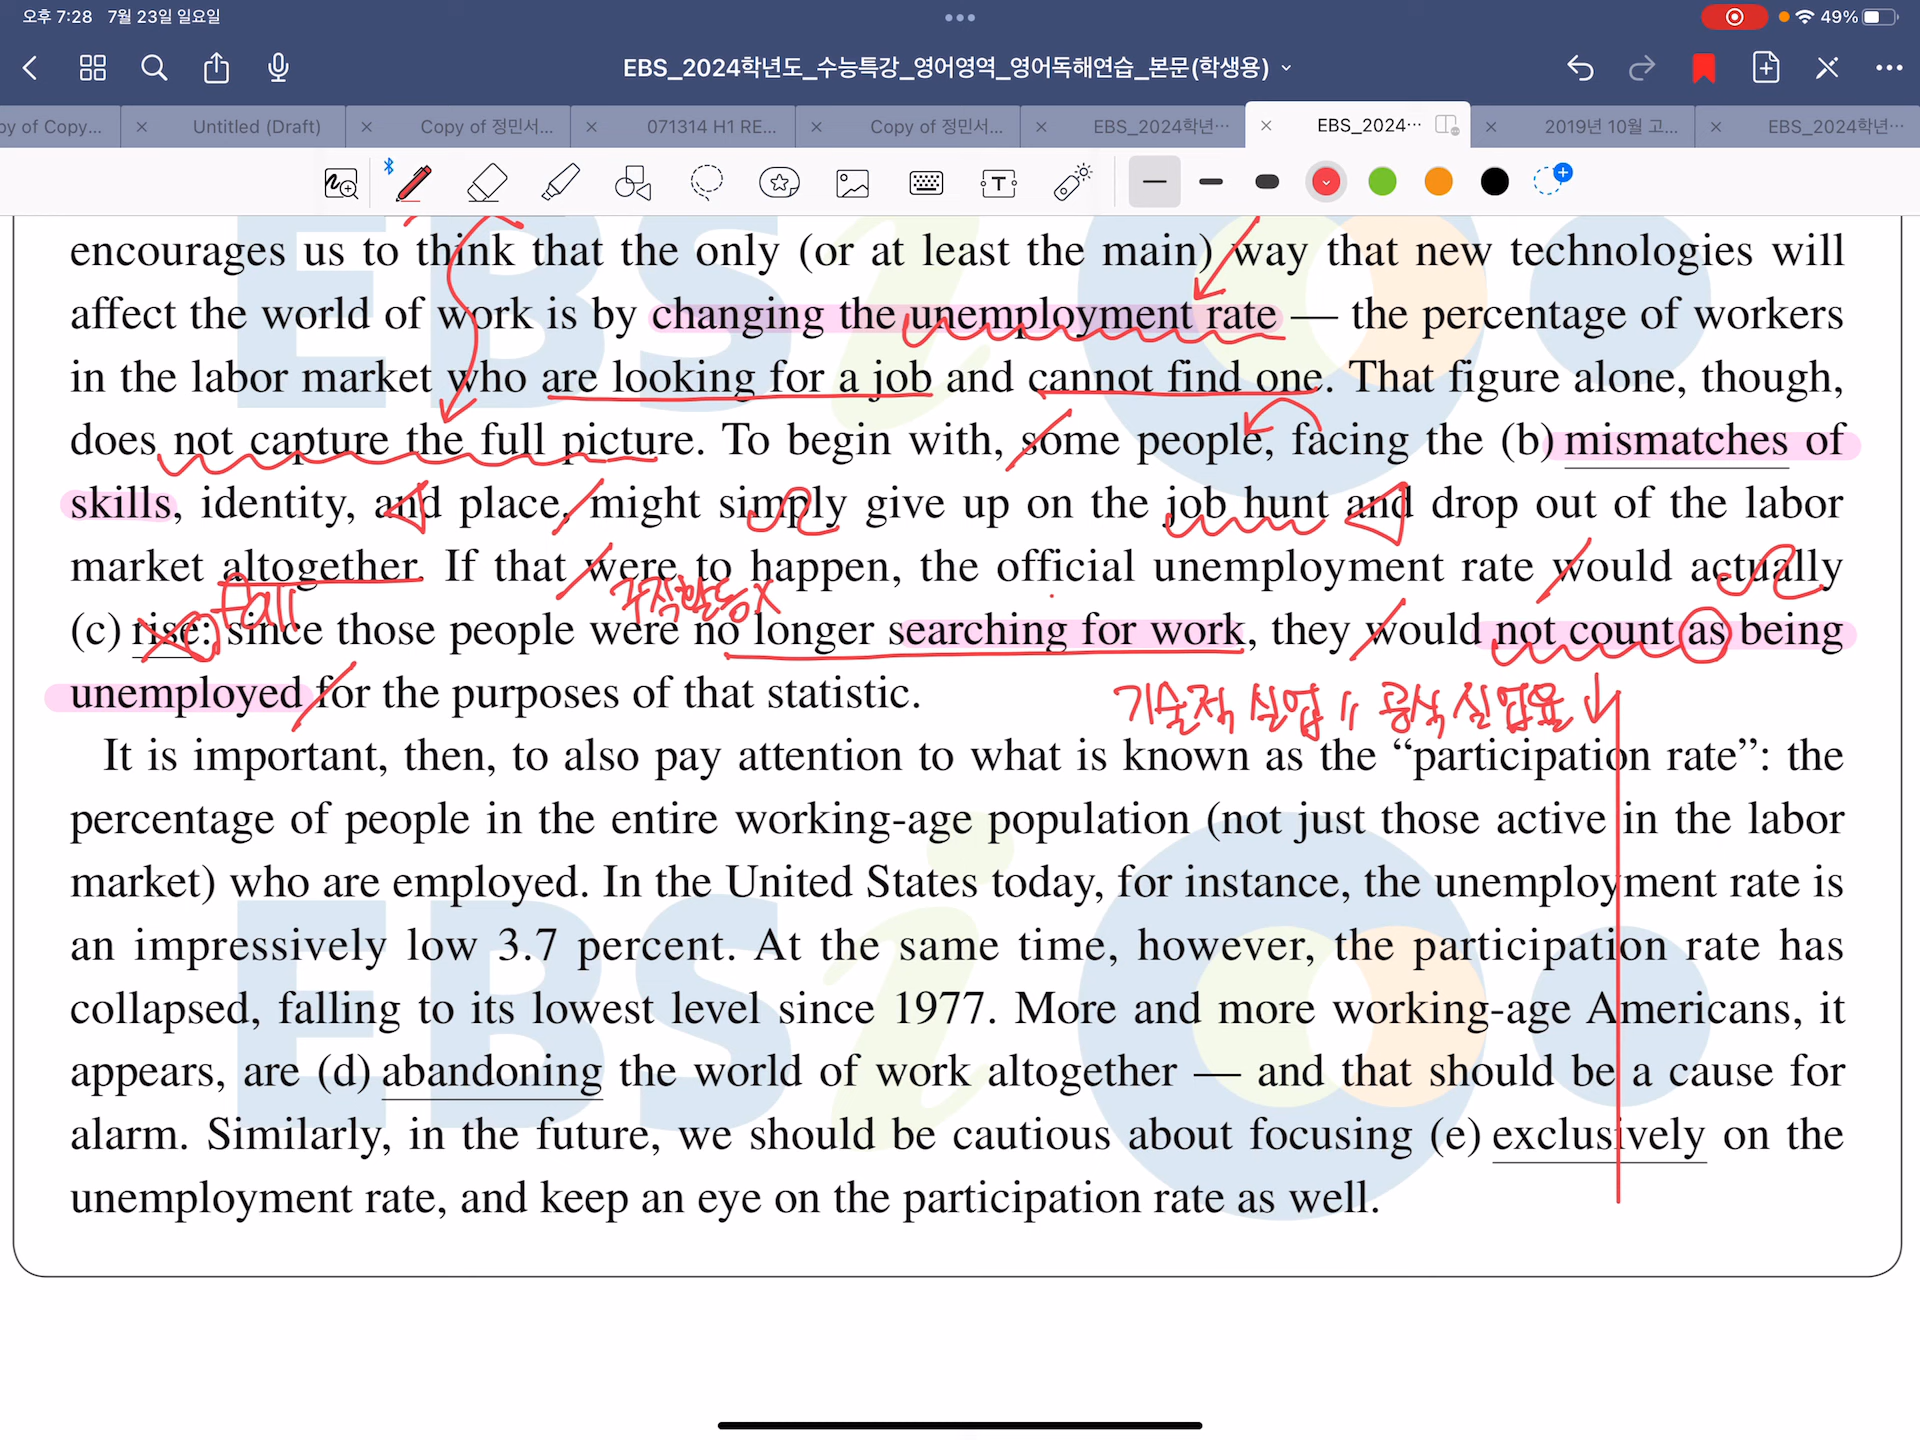 오후 7:28 7월 23일 일요일
49%
EBS_2024학년도_수능특강_영어영역_영어독해연습_본문(학생용)
py of Copy...
Untitled (Draft)
Copy of 정민서...
071314 H1 RE...
Copy of 정민서...
EBS_2024학년...
EBS_2024...
2019년 10월 고...
EBS_2024학년...
encourages us to think that the only (or at least the main) way that new technologies will
affect the world of work is by changing the unemployment rate — the percentage of workers
in the labor market who are looking for a job and cannot find one. That figure alone, though,
does not capture the full picture. To begin with, some people, facing the (b) mismatches of
skills, identity, and place, might simply give up on the job hunt and drop out of the labor
market altogether. If that were to happen, the official unemployment rate would actually
fall 구직활동X
(c) rise: since those people were no longer searching for work, they would not count as being
unemployed for the purposes of that statistic.
기술적 실업 〃 공식 실업율 ↓
It is important, then, to also pay attention to what is known as the “participation rate”: the
percentage of people in the entire working-age population (not just those active in the labor
market) who are employed. In the United States today, for instance, the unemployment rate is
an impressively low 3.7 percent. At the same time, however, the participation rate has
collapsed, falling to its lowest level since 1977. More and more working-age Americans, it
appears, are (d) abandoning the world of work altogether — and that should be a cause for
alarm. Similarly, in the future, we should be cautious about focusing (e) exclusively on the
unemployment rate, and keep an eye on the participation rate as well.
EBSi
EBSi